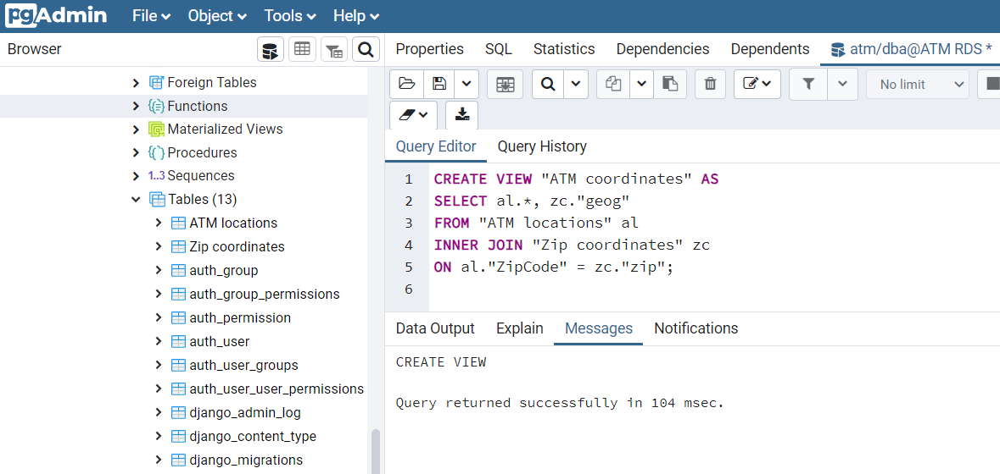 pgAdmin File Object Tools Help
Browser
Properties SQL Statistics Dependencies Dependents atm/dba@ATM RDS *
Foreign Tables
{} Functions
Materialized Views
{} Procedures
1..3 Sequences
Tables (13)
ATM locations
Zip coordinates
auth_group
auth_group_permissions
auth_permission
auth_user
auth_user_groups
auth_user_user_permissions
django_admin_log
django_content_type
django_migrations
No limit
Query Editor Query History
1 CREATE VIEW "ATM coordinates" AS
2 SELECT al.*, zc."geog"
3 FROM "ATM locations" al
4 INNER JOIN "Zip coordinates" zc
5 ON al."ZipCode" = zc."zip";
6
Data Output Explain Messages Notifications
CREATE VIEW
Query returned successfully in 104 msec.